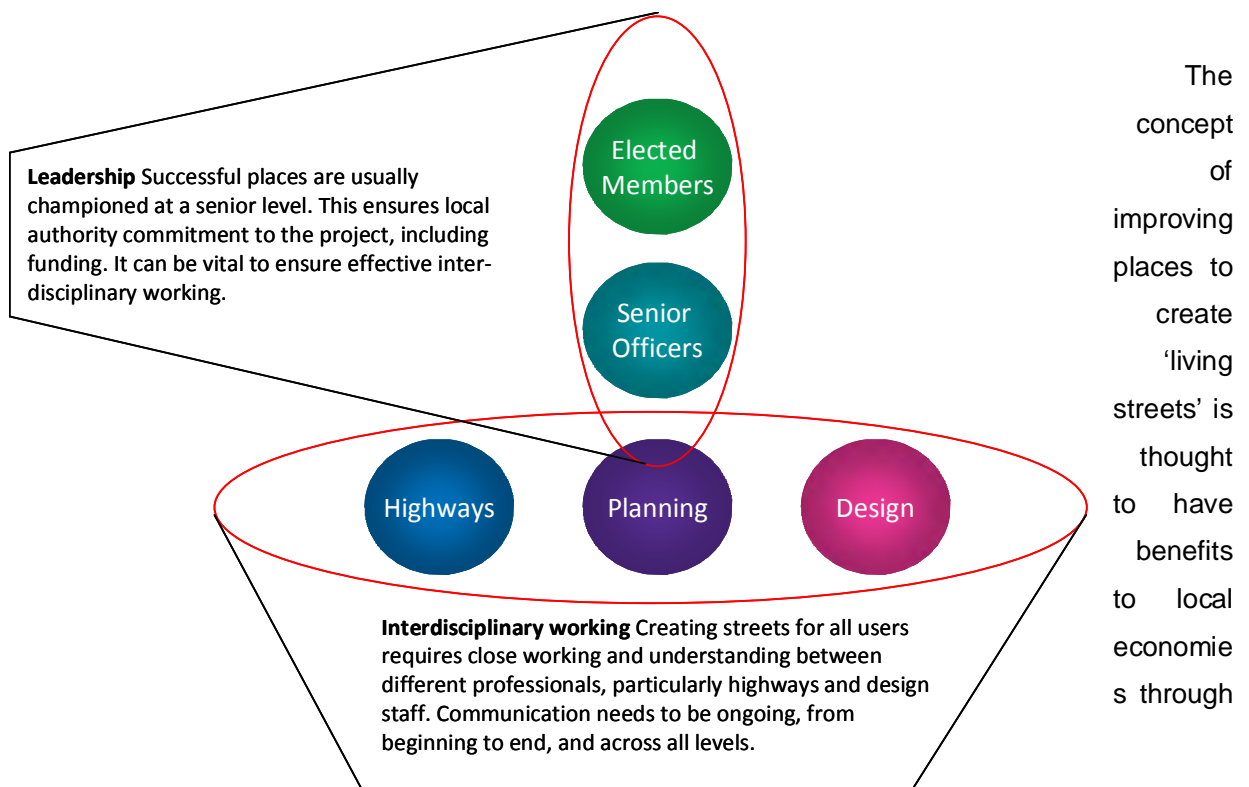 Elected
Members
Leadership Successful places are usually
championed at a senior level. This ensures local
authority commitment to the project, including
funding. It can be vital to ensure effective inter-
disciplinary working.
Senior
Officers
Highways
Planning
Design
Interdisciplinary working Creating streets for all users
requires close working and understanding between
different professionals, particularly highways and design
staff. Communication needs to be ongoing, from
beginning to end, and across all levels.
The
concept
of
improving
places to
create
‘living
streets’ is
thought
to have
benefits
to local
economie
s through